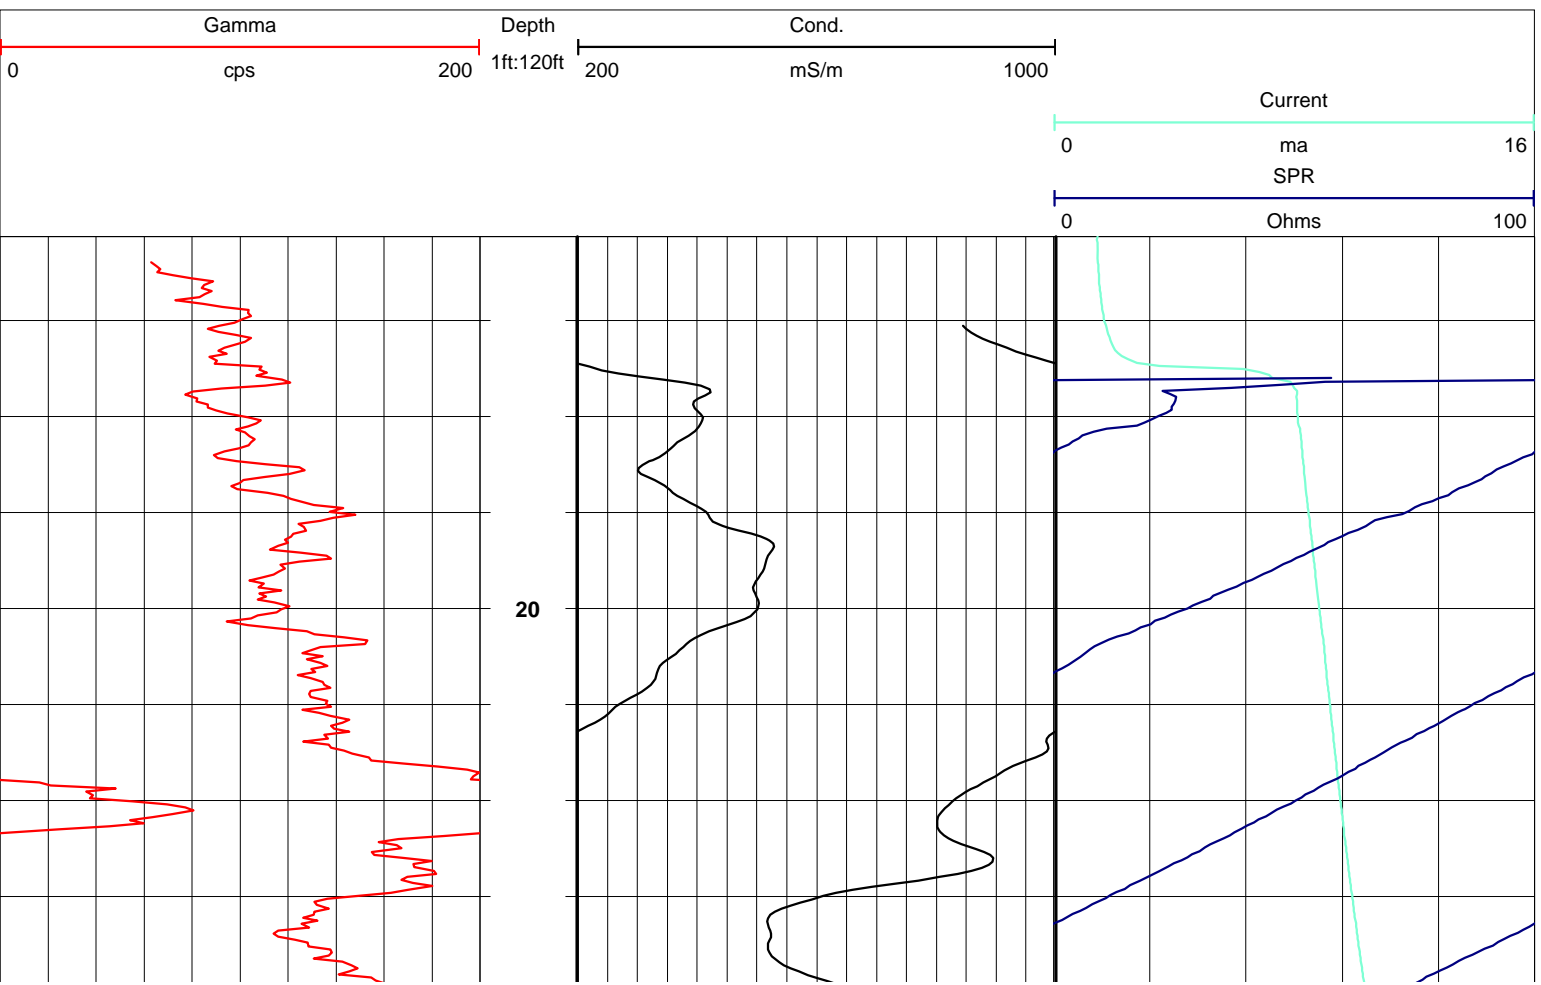 Gamma Depth Cond.
1ft:120ft
0 cps 200 200 mS/m 1000
Current
0 ma 16
SPR
0 Ohms 100
20